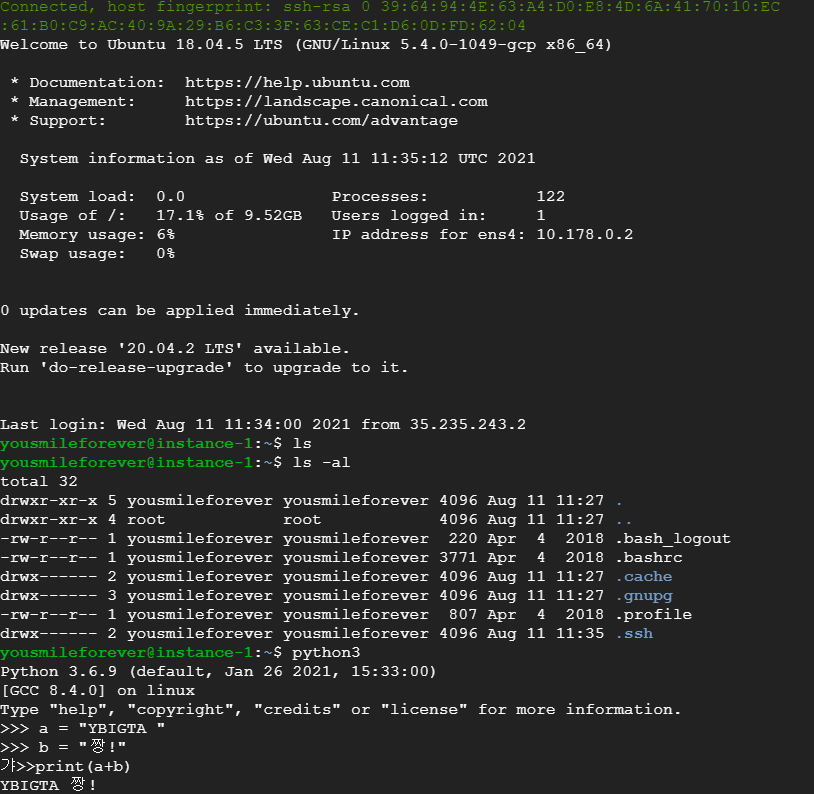 Connected, host fingerprint: ssh-rsa 0 39:64:94:4E:63:A4:D0:E8:4D:6A:41:70:10:EC
:61:B0:C9:AC:40:9A:29:B6:C3:3F:63:CE:C1:D6:0D:FD:62:04
Welcome to Ubuntu 18.04.5 LTS (GNU/Linux 5.4.0-1049-gcp x86_64)
* Documentation: https://help.ubuntu.com
* Management: https://landscape.canonical.com
* Support: https://ubuntu.com/advantage
System information as of Wed Aug 11 11:35:12 UTC 2021
System load: 0.0 Processes: 122
Usage of /: 17.1% of 9.52GB Users logged in: 1
Memory usage: 6% IP address for ens4: 10.178.0.2
Swap usage: 0%
0 updates can be applied immediately.
New release '20.04.2 LTS' available.
Run 'do-release-upgrade' to upgrade to it.
Last login: Wed Aug 11 11:34:00 2021 from 35.235.243.2
yousmileforever@instance-1:~$ ls
yousmileforever@instance-1:~$ ls -al
total 32
drwxr-xr-x 5 yousmileforever yousmileforever 4096 Aug 11 11:27 .
drwxr-xr-x 4 root root 4096 Aug 11 11:27 ..
-rw-r--r-- 1 yousmileforever yousmileforever 220 Apr 4 2018 .bash_logout
-rw-r--r-- 1 yousmileforever yousmileforever 3771 Apr 4 2018 .bashrc
drwx------ 2 yousmileforever yousmileforever 4096 Aug 11 11:27 .cache
drwx------ 3 yousmileforever yousmileforever 4096 Aug 11 11:27 .gnupg
-rw-r--r-- 1 yousmileforever yousmileforever 807 Apr 4 2018 .profile
drwx------ 2 yousmileforever yousmileforever 4096 Aug 11 11:35 .ssh
yousmileforever@instance-1:~$ python3
Python 3.6.9 (default, Jan 26 2021, 15:33:00)
[GCC 8.4.0] on linux
Type "help", "copyright", "credits" or "license" for more information.
>>> a = "YBIGTA "
>>> b = "짱!"
가>>print(a+b)
YBIGTA 짱!